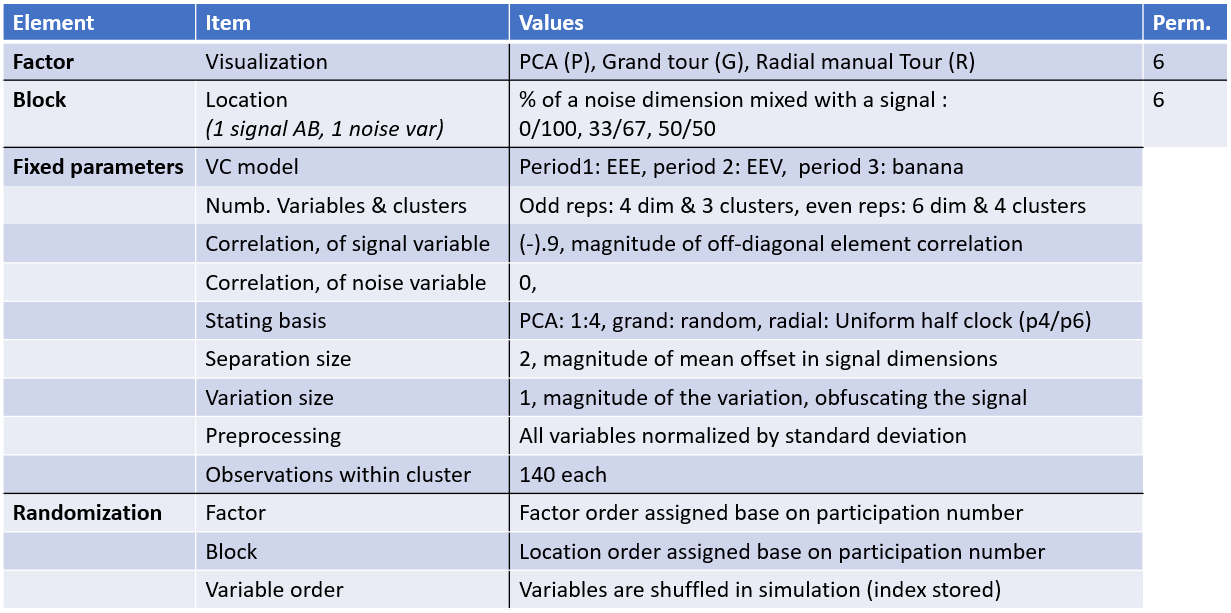 Element Item Values Perm.
Factor Visualization PCA (P), Grand tour (G), Radial manual Tour (R) 6
Block Location % of a noise dimension mixed with a signal : 6
(1 signal AB, 1 noise var) 0/100, 33/67, 50/50
Fixed parameters VC model Period1: EEE, period 2: EEV, period 3: banana
Numb. Variables & clusters Odd reps: 4 dim & 3 clusters, even reps: 6 dim & 4 clusters
Correlation, of signal variable (-).9, magnitude of off-diagonal element correlation
Correlation, of noise variable 0,
Stating basis PCA: 1:4, grand: random, radial: Uniform half clock (p4/p6)
Separation size 2, magnitude of mean offset in signal dimensions
Variation size 1, magnitude of the variation, obfuscating the signal
Preprocessing All variables normalized by standard deviation
Observations within cluster 140 each
Randomization Factor Factor order assigned base on participation number
Block Location order assigned base on participation number
Variable order Variables are shuffled in simulation (index stored)